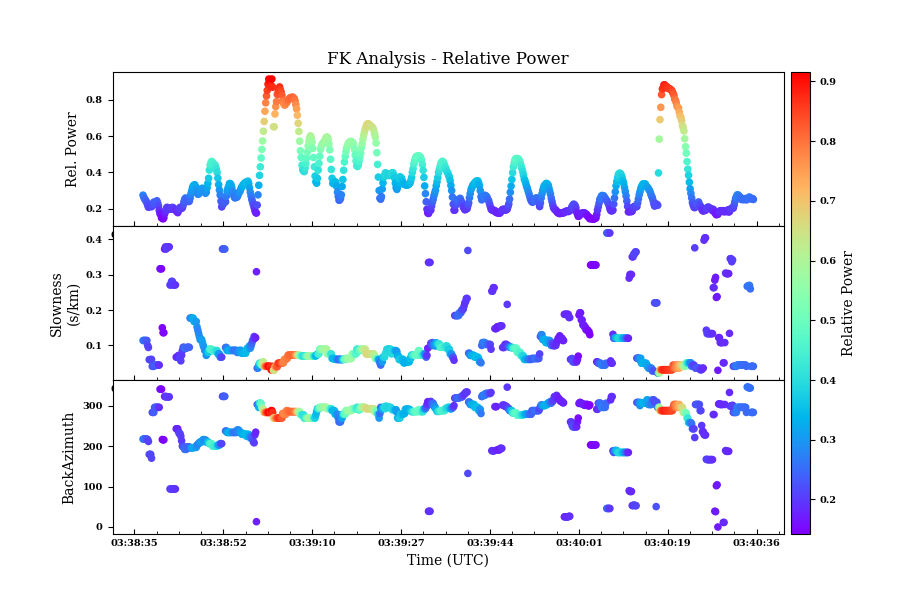 FK Analysis - Relative Power
Rel. Power
0.8
0.6
0.4
0.2
Slowness
(s/km)
0.4
0.3
0.2
0.1
BackAzimuth
300
200
100
0
03:38:35 03:38:52 03:39:10 03:39:27 03:39:44 03:40:01 03:40:19 03:40:36
Time (UTC)
0.9
0.8
0.7
0.6
0.5
0.4
0.3
0.2
Relative Power